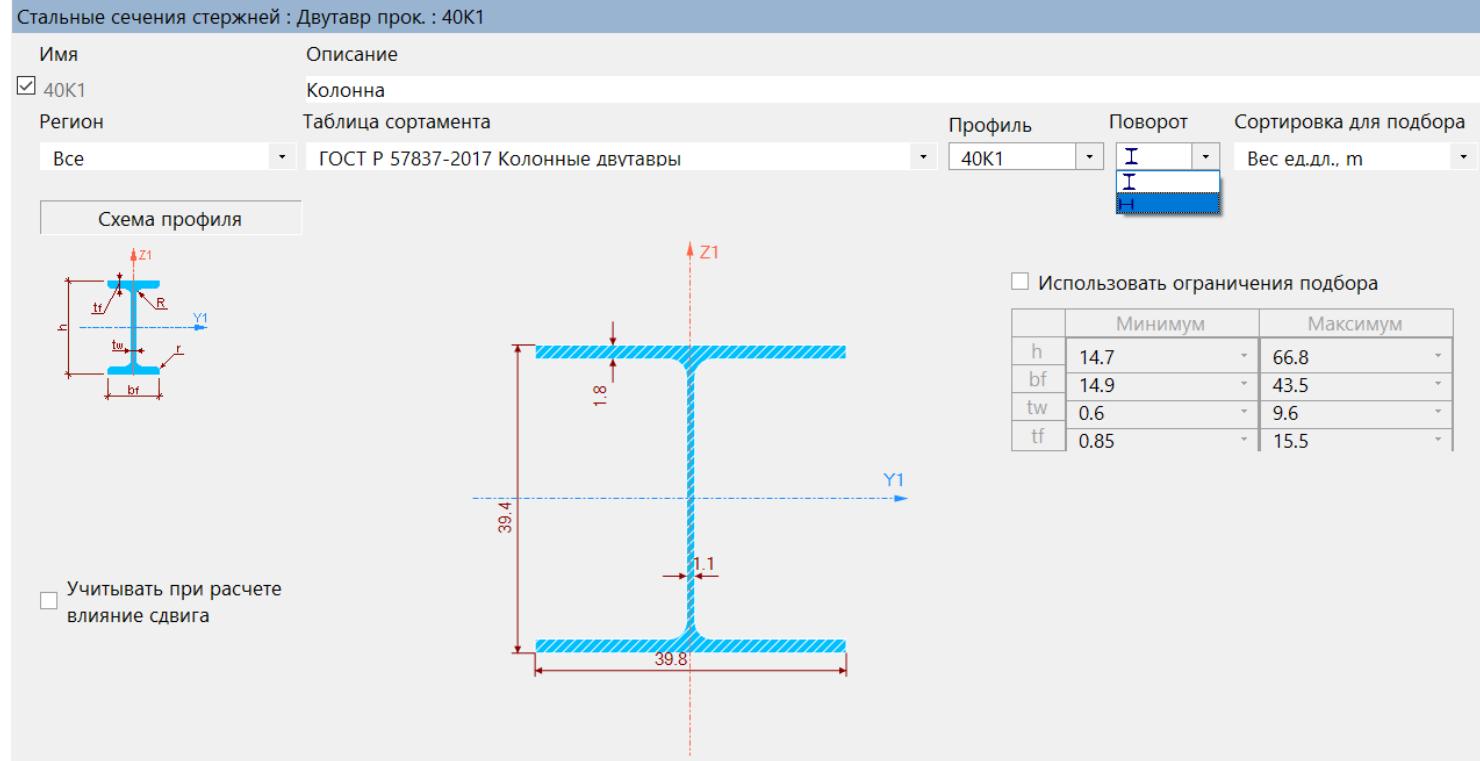 Стальные сечения стержней : Двутавр прок. : 40К1
Имя Описание
40К1 Колонна
Регион Таблица сортамента Профиль Поворот Сортировка для подбора
Все ГОСТ Р 57837-2017 Колонные двутавры 40К1 Вес ед.дл., m
Схема профиля
Z1
tf
R
h
Y1
tw
r
bf
Z1
1.8
Y1
39.4
1.1
39.8
Использовать ограничения подбора
Минимум Максимум
h 14.7 66.8
bf 14.9 43.5
tw 0.6 9.6
tf 0.85 15.5
Учитывать при расчете
влияние сдвига